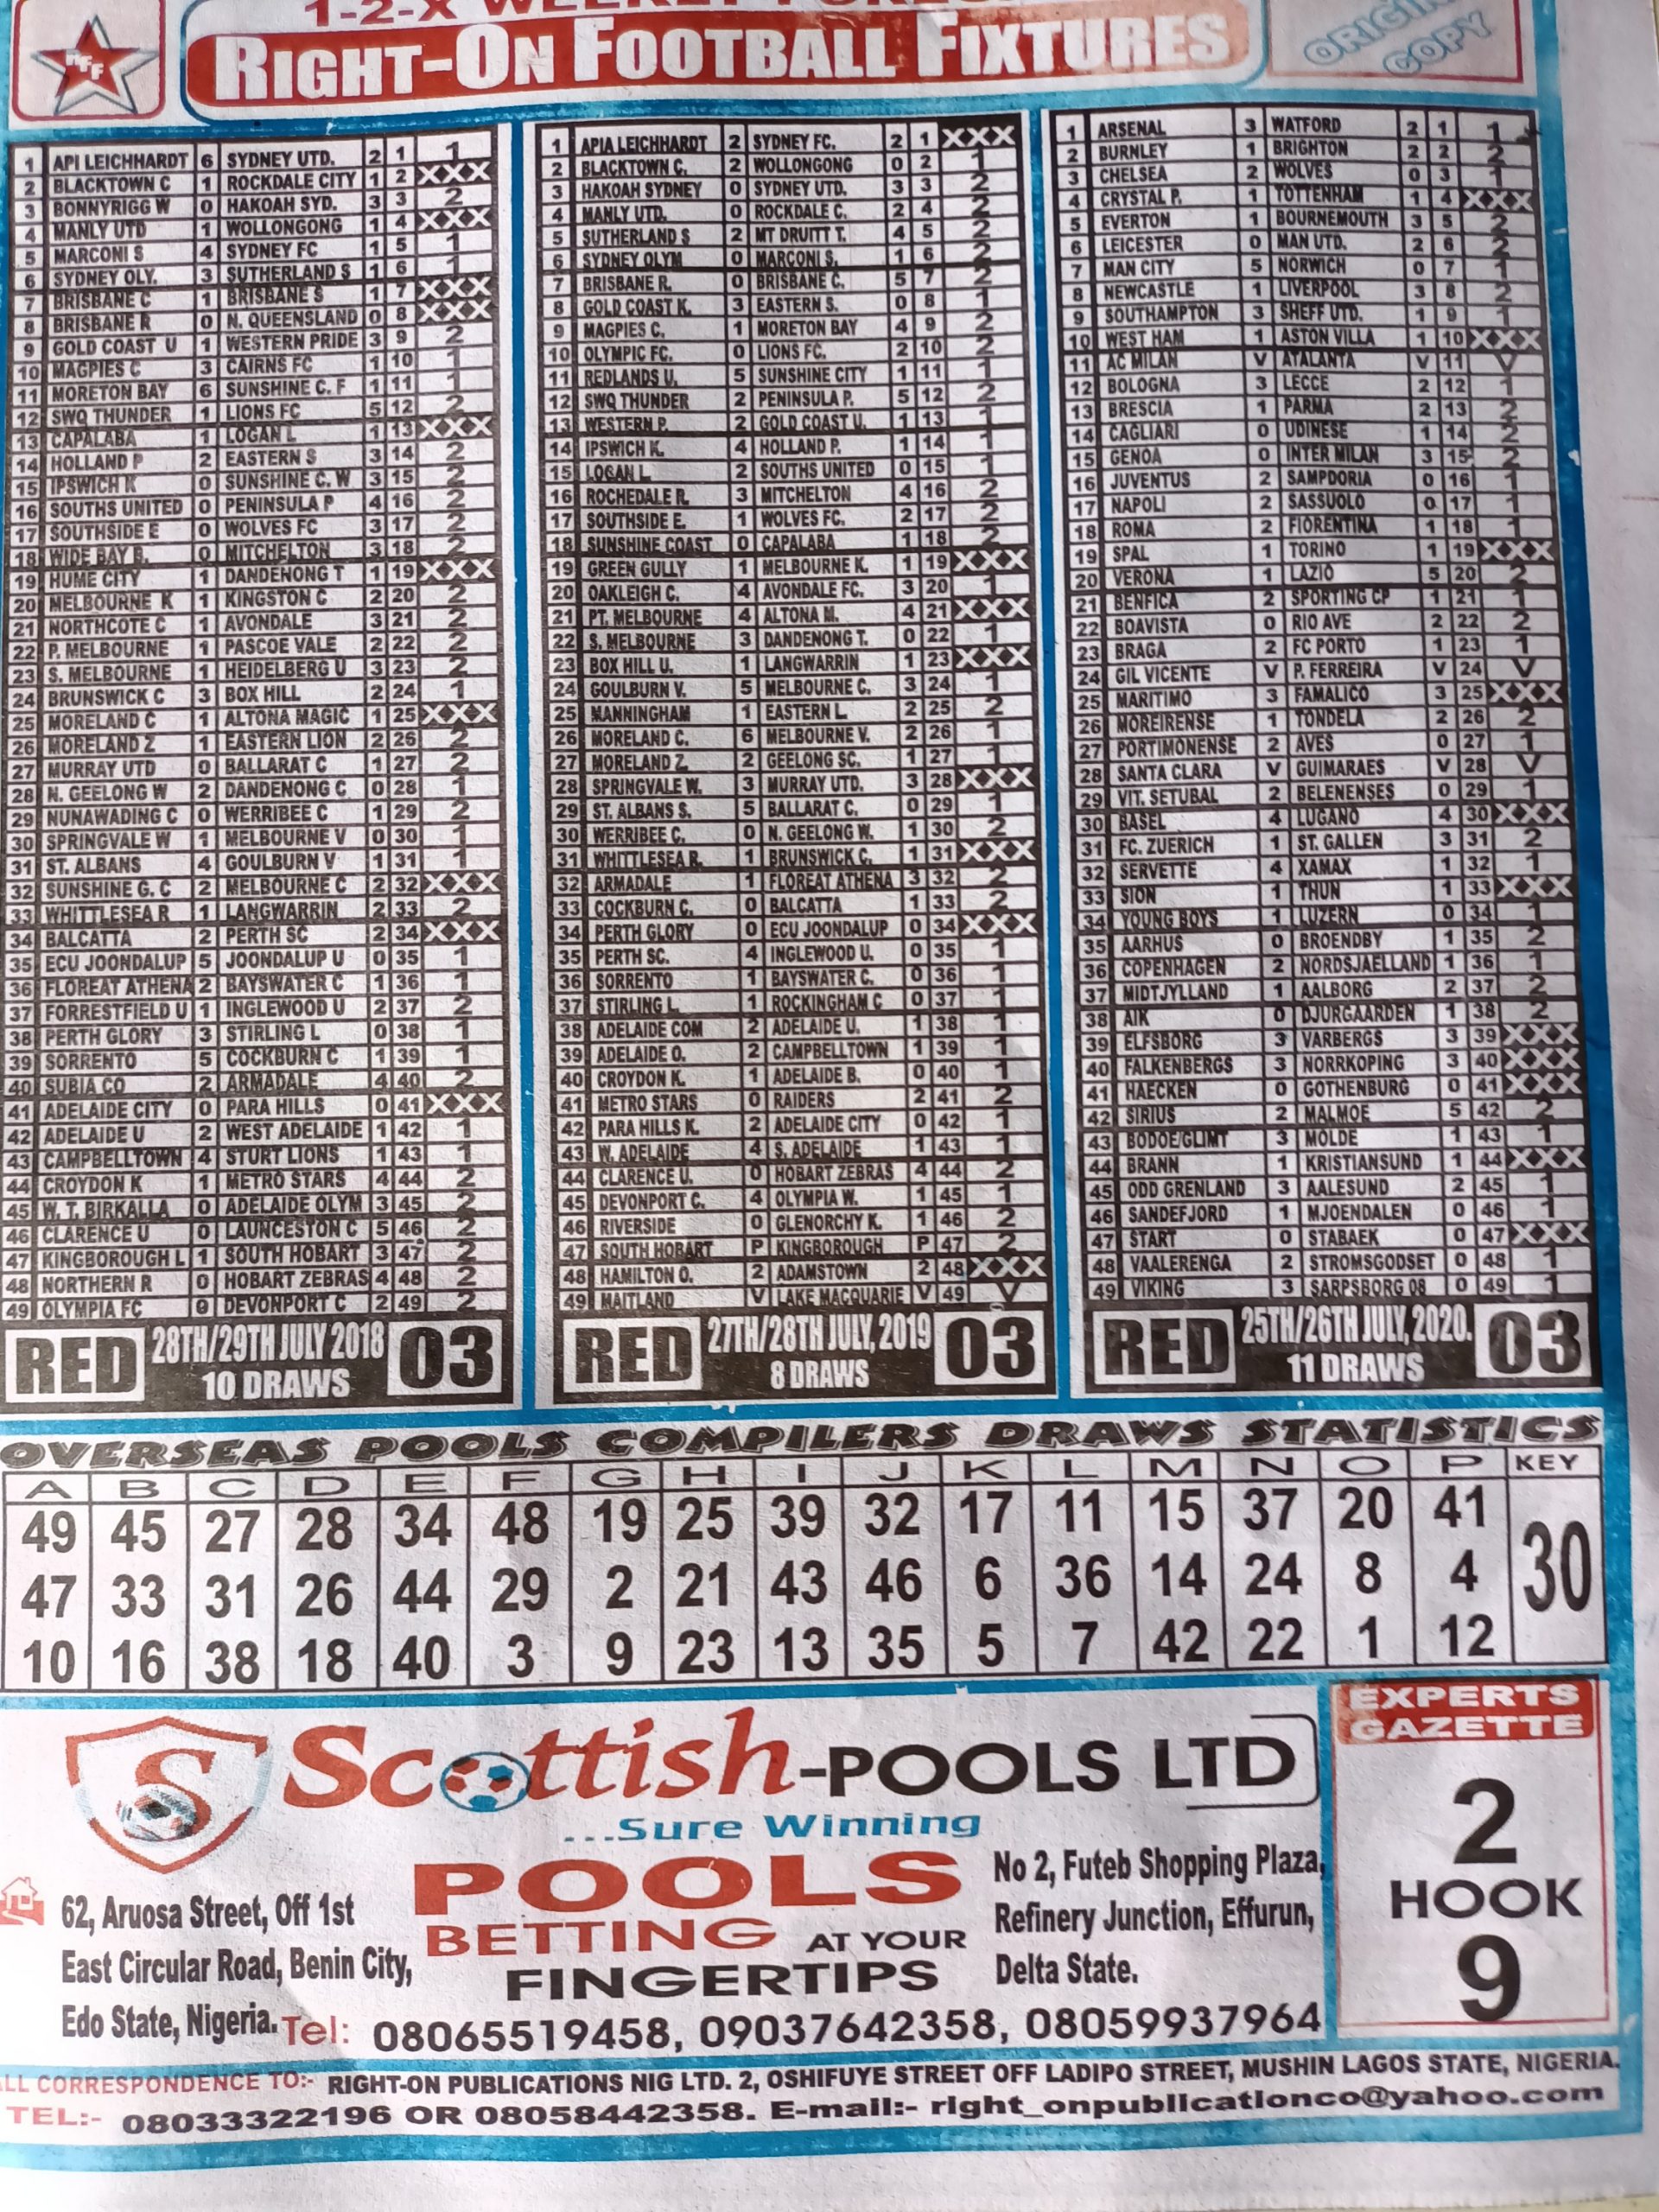 1-2-X WEEKLY
RIGHT-ON FOOTBALL FIXTURES
RFF
ORIGIN
COPY
1 API LEICHHARDT 6 SYDNEY UTD. 2 1 1
2 BLACKTOWN C 1 ROCKDALE CITY 1 2 XXX
3 BONNYRIGG W 0 HAKOAH SYD. 3 3 2
4 MANLY UTD 1 WOLLONGONG 1 4 XXX
5 MARCONI S 4 SYDNEY FC 1 5 1
6 SYDNEY OLY. 3 SUTHERLAND S 1 6 1
7 BRISBANE C 1 BRISBANE S 1 7 XXX
8 BRISBANE R 0 N. QUEENSLAND 0 8 XXX
9 GOLD COAST U 1 WESTERN PRIDE 3 9 2
10 MAGPIES C 3 CAIRNS FC 1 10 1
11 MORETON BAY 6 SUNSHINE C. F 1 11 1
12 SWQ THUNDER 1 LIONS FC 5 12 2
13 CAPALABA 1 LOGAN L 1 13 XXX
14 HOLLAND P 2 EASTERN S 3 14 2
15 IPSWICH K 0 SUNSHINE C. W 3 15 2
16 SOUTHS UNITED 0 PENINSULA P 4 16 2
17 SOUTHSIDE E 0 WOLVES FC 3 17 2
18 WIDE BAY B. 0 MITCHELTON 3 18 2
19 HUME CITY 1 DANDENONG T 1 19 XXX
20 MELBOURNE K 1 KINGSTON C 2 20 2
21 NORTHCOTE C 1 AVONDALE 3 21 2
22 P. MELBOURNE 1 PASCOE VALE 2 22 2
23 S. MELBOURNE 1 HEIDELBERG U 3 23 2
24 BRUNSWICK C 3 BOX HILL 2 24 1
25 MORELAND C 1 ALTONA MAGIC 1 25 XXX
26 MORELAND Z 1 EASTERN LION 2 26 2
27 MURRAY UTD 0 BALLARAT C 1 27 2
28 N. GEELONG W 2 DANDENONG C 0 28 1
29 NUNAWADING C 0 WERRIBEE C 1 29 2
30 SPRINGVALE W 1 MELBOURNE V 0 30 1
31 ST. ALBANS 4 GOULBURN V 1 31 1
32 SUNSHINE G. C 2 MELBOURNE C 2 32 XXX
33 WHITTLESEA R 1 LANGWARRIN 2 33 2
34 BALCATTA 2 PERTH SC 2 34 XXX
35 ECU JOONDALUP 5 JOONDALUP U 0 35 1
36 FLOREAT ATHENA 2 BAYSWATER C 1 36 1
37 FORRESTFIELD U 1 INGLEWOOD U 2 37 2
38 PERTH GLORY 3 STIRLING L 0 38 1
39 SORRENTO 5 COCKBURN C 1 39 1
40 SUBIA CO 2 ARMADALE 4 40 2
41 ADELAIDE CITY 0 PARA HILLS 0 41 XXX
42 ADELAIDE U 2 WEST ADELAIDE 1 42 1
43 CAMPBELLTOWN 4 STURT LIONS 1 43 1
44 CROYDON K 1 METRO STARS 4 44 2
45 W. T. BIRKALLA 0 ADELAIDE OLYM 3 45 2
46 CLARENCE U 0 LAUNCESTON C 5 46 2
47 KINGBOROUGH L 1 SOUTH HOBART 3 47 2
48 NORTHERN R 0 HOBART ZEBRAS 4 48 2
49 OLYMPIA FC 0 DEVONPORT C 2 49 2
RED 28TH/29TH JULY 2018 03
10 DRAWS
1 APIA LEICHHARDT 2 SYDNEY FC. 2 1 XXX
2 BLACKTOWN C. 2 WOLLONGONG 0 2 1
3 HAKOAH SYDNEY 0 SYDNEY UTD. 3 3 2
4 MANLY UTD. 0 ROCKDALE C. 2 4 2
5 SUTHERLAND S 2 MT DRUITT T. 4 5 2
6 SYDNEY OLYM 0 MARCONI S. 1 6 2
7 BRISBANE R. 0 BRISBANE C. 5 7 2
8 GOLD COAST K. 3 EASTERN S. 0 8 1
9 MAGPIES C. 1 MORETON BAY 4 9 2
10 OLYMPIC FC. 0 LIONS FC. 2 10 2
11 REDLANDS U. 5 SUNSHINE CITY 1 11 1
12 SWQ THUNDER 2 PENINSULA P. 5 12 2
13 WESTERN P. 2 GOLD COAST U. 1 13 1
14 IPSWICH K. 4 HOLLAND P. 1 14 1
15 LOGAN L 2 SOUTHS UNITED 0 15 1
16 ROCHEDALE R. 3 MITCHELTON 4 16 2
17 SOUTHSIDE E. 1 WOLVES FC. 2 17 2
18 SUNSHINE COAST 0 CAPALABA 1 18 2
19 GREEN GULLY 1 MELBOURNE K. 1 19 XXX
20 OAKLEIGH C. 4 AVONDALE FC. 3 20 1
21 PT. MELBOURNE 4 ALTONA M. 4 21 XXX
22 S. MELBOURNE 3 DANDENONG T. 0 22 1
23 BOX HILL U. 1 LANGWARRIN 1 23 XXX
24 GOULBURN V. 5 MELBOURNE C. 3 24 1
25 MANNINGHAM 1 EASTERN L 2 25 2
26 MORELAND C. 6 MELBOURNE V. 2 26 1
27 MORELAND Z. 2 GEELONG SC. 1 27 1
28 SPRINGVALE W. 3 MURRAY UTD. 3 28 XXX
29 ST. ALBANS S. 5 BALLARAT C. 0 29 1
30 WERRIBEE C. 0 N. GEELONG W. 1 30 2
31 WHITTLESEA R. 1 BRUNSWICK C. 1 31 XXX
32 ARMADALE 1 FLOREAT ATHENA 3 32 2
33 COCKBURN C. 0 BALCATTA 1 33 2
34 PERTH GLORY 0 ECU JOONDALUP 0 34 XXX
35 PERTH SC. 4 INGLEWOOD U. 0 35 1
36 SORRENTO 1 BAYSWATER C. 0 36 1
37 STIRLING L 1 ROCKINGHAM C 0 37 1
38 ADELAIDE COM 2 ADELAIDE U. 1 38 1
39 ADELAIDE O. 2 CAMPBELLTOWN 1 39 1
40 CROYDON K. 1 ADELAIDE B. 0 40 1
41 METRO STARS 0 RAIDERS 2 41 2
42 PARA HILLS K. 2 ADELAIDE CITY 0 42 1
43 W. ADELAIDE 4 S. ADELAIDE 1 43 1
44 CLARENCE U. 0 HOBART ZEBRAS 4 44 2
45 DEVONPORT C. 4 OLYMPIA W. 1 45 1
46 RIVERSIDE 0 GLENORCHY K. 1 46 2
47 SOUTH HOBART P KINGBOROUGH P 47 2
48 HAMILTON O. 2 ADAMSTOWN 2 48 XXX
49 MAITLAND V LAKE MACQUARIE V 49 V
RED 27TH/28TH JULY, 2019 03
8 DRAWS
1 ARSENAL 3 WATFORD 2 1 1
2 BURNLEY 1 BRIGHTON 2 2 2
3 CHELSEA 2 WOLVES 0 3 1
4 CRYSTAL P. 1 TOTTENHAM 1 4 XXX
5 EVERTON 1 BOURNEMOUTH 3 5 2
6 LEICESTER 0 MAN UTD. 2 6 2
7 MAN CITY 5 NORWICH 0 7 1
8 NEWCASTLE 1 LIVERPOOL 3 8 2
9 SOUTHAMPTON 3 SHEFF UTD. 1 9 1
10 WEST HAM 1 ASTON VILLA 1 10 XXX
11 AC MILAN V ATALANTA V 11 V
12 BOLOGNA 3 LECCE 2 12 1
13 BRESCIA 1 PARMA 2 13 2
14 CAGLIARI 0 UDINESE 1 14 2
15 GENOA 0 INTER MILAN 3 15 2
16 JUVENTUS 2 SAMPDORIA 0 16 1
17 NAPOLI 2 SASSUOLO 0 17 1
18 ROMA 2 FIORENTINA 1 18 1
19 SPAL 1 TORINO 1 19 XXX
20 VERONA 1 LAZIO 5 20 2
21 BENFICA 2 SPORTING CP 1 21 1
22 BOAVISTA 0 RIO AVE 2 22 2
23 BRAGA 2 FC PORTO 1 23 1
24 GIL VICENTE V P. FERREIRA V 24 V
25 MARITIMO 3 FAMALICO 3 25 XXX
26 MOREIRENSE 1 TONDELA 2 26 2
27 PORTIMONENSE 2 AVES 0 27 1
28 SANTA CLARA V GUIMARAES V 28 V
29 VIT. SETUBAL 2 BELENENSES 0 29 1
30 BASEL 4 LUGANO 4 30 XXX
31 FC. ZUERICH 1 ST. GALLEN 3 31 2
32 SERVETTE 4 XAMAX 1 32 1
33 SION 1 THUN 1 33 XXX
34 YOUNG BOYS 1 LUZERN 0 34 1
35 AARHUS 0 BROENDBY 1 35 2
36 COPENHAGEN 2 NORDSJAELLAND 1 36 1
37 MIDTJYLLAND 1 AALBORG 2 37 2
38 AIK 0 DJURGAARDEN 1 38 2
39 ELFSBORG 3 VARBERGS 3 39 XXX
40 FALKENBERGS 3 NORRKOPING 3 40 XXX
41 HAECKEN 0 GOTHENBURG 0 41 XXX
42 SIRIUS 2 MALMOE 5 42 2
43 BODOE/GLIMT 3 MOLDE 1 43 1
44 BRANN 1 KRISTIANSUND 1 44 XXX
45 ODD GRENLAND 3 AALESUND 2 45 1
46 SANDEFJORD 1 MJOENDALEN 0 46 1
47 START 0 STABAEK 0 47 XXX
48 VAALERENGA 2 STROMSGODSET 0 48 1
49 VIKING 3 SARPSBORG 08 0 49 1
RED 25TH/26TH JULY, 2020. 03
11 DRAWS
OVERSEAS POOLS COMPILERS DRAWS STATISTICS
A B C D E F G H I J K L M N O P KEY
49 45 27 28 34 48 19 25 39 32 17 11 15 37 20 41
47 33 31 26 44 29 2 21 43 46 6 36 14 24 8 4 30
10 16 38 18 40 3 9 23 13 35 5 7 42 22 1 12
S Scottish-POOLS LTD
...Sure Winning
POOLS
BETTING AT YOUR
FINGERTIPS
62, Aruosa Street, Off 1st
East Circular Road, Benin City,
Edo State, Nigeria.
No 2, Futeb Shopping Plaza,
Refinery Junction, Effurun,
Delta State.
Tel: 08065519458, 09037642358, 08059937964
EXPERTS
GAZETTE
2
HOOK
9
LL CORRESPONDENCE TO:- RIGHT-ON PUBLICATIONS NIG LTD. 2, OSHIFUYE STREET OFF LADIPO STREET, MUSHIN LAGOS STATE, NIGERIA.
TEL:- 08033322196 OR 08058442358. E-mail:- right_onpublicationco@yahoo.com